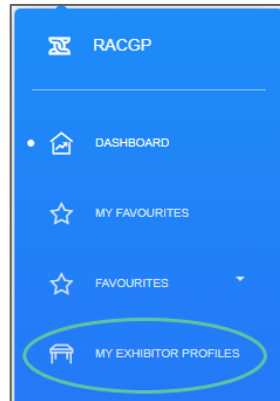 RACGP
DASHBOARD
MY FAVOURITES
FAVOURITES
MY EXHIBITOR PROFILES